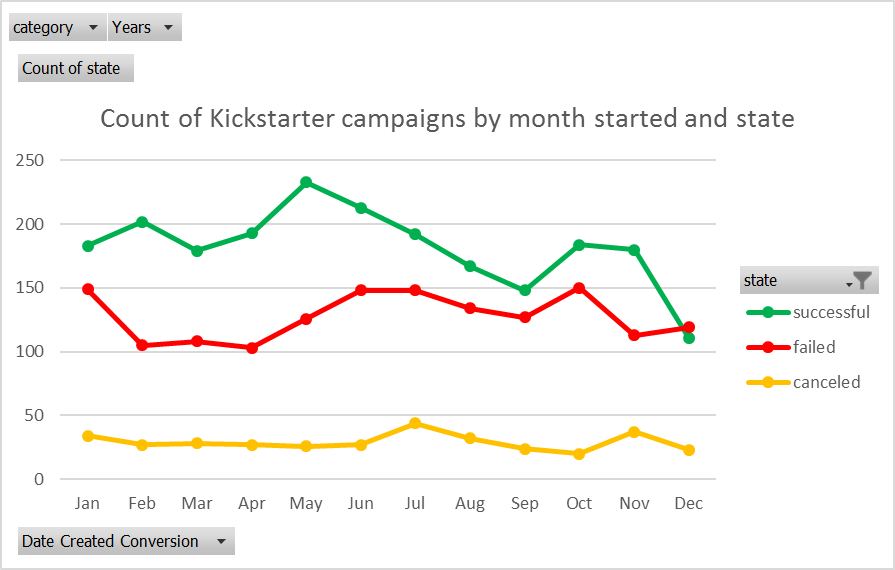 category Years
Count of state
Count of Kickstarter campaigns by month started and state
250
200
150
100
50
0
Jan Feb Mar Apr May Jun Jul Aug Sep Oct Nov Dec
state
successful
failed
canceled
Date Created Conversion